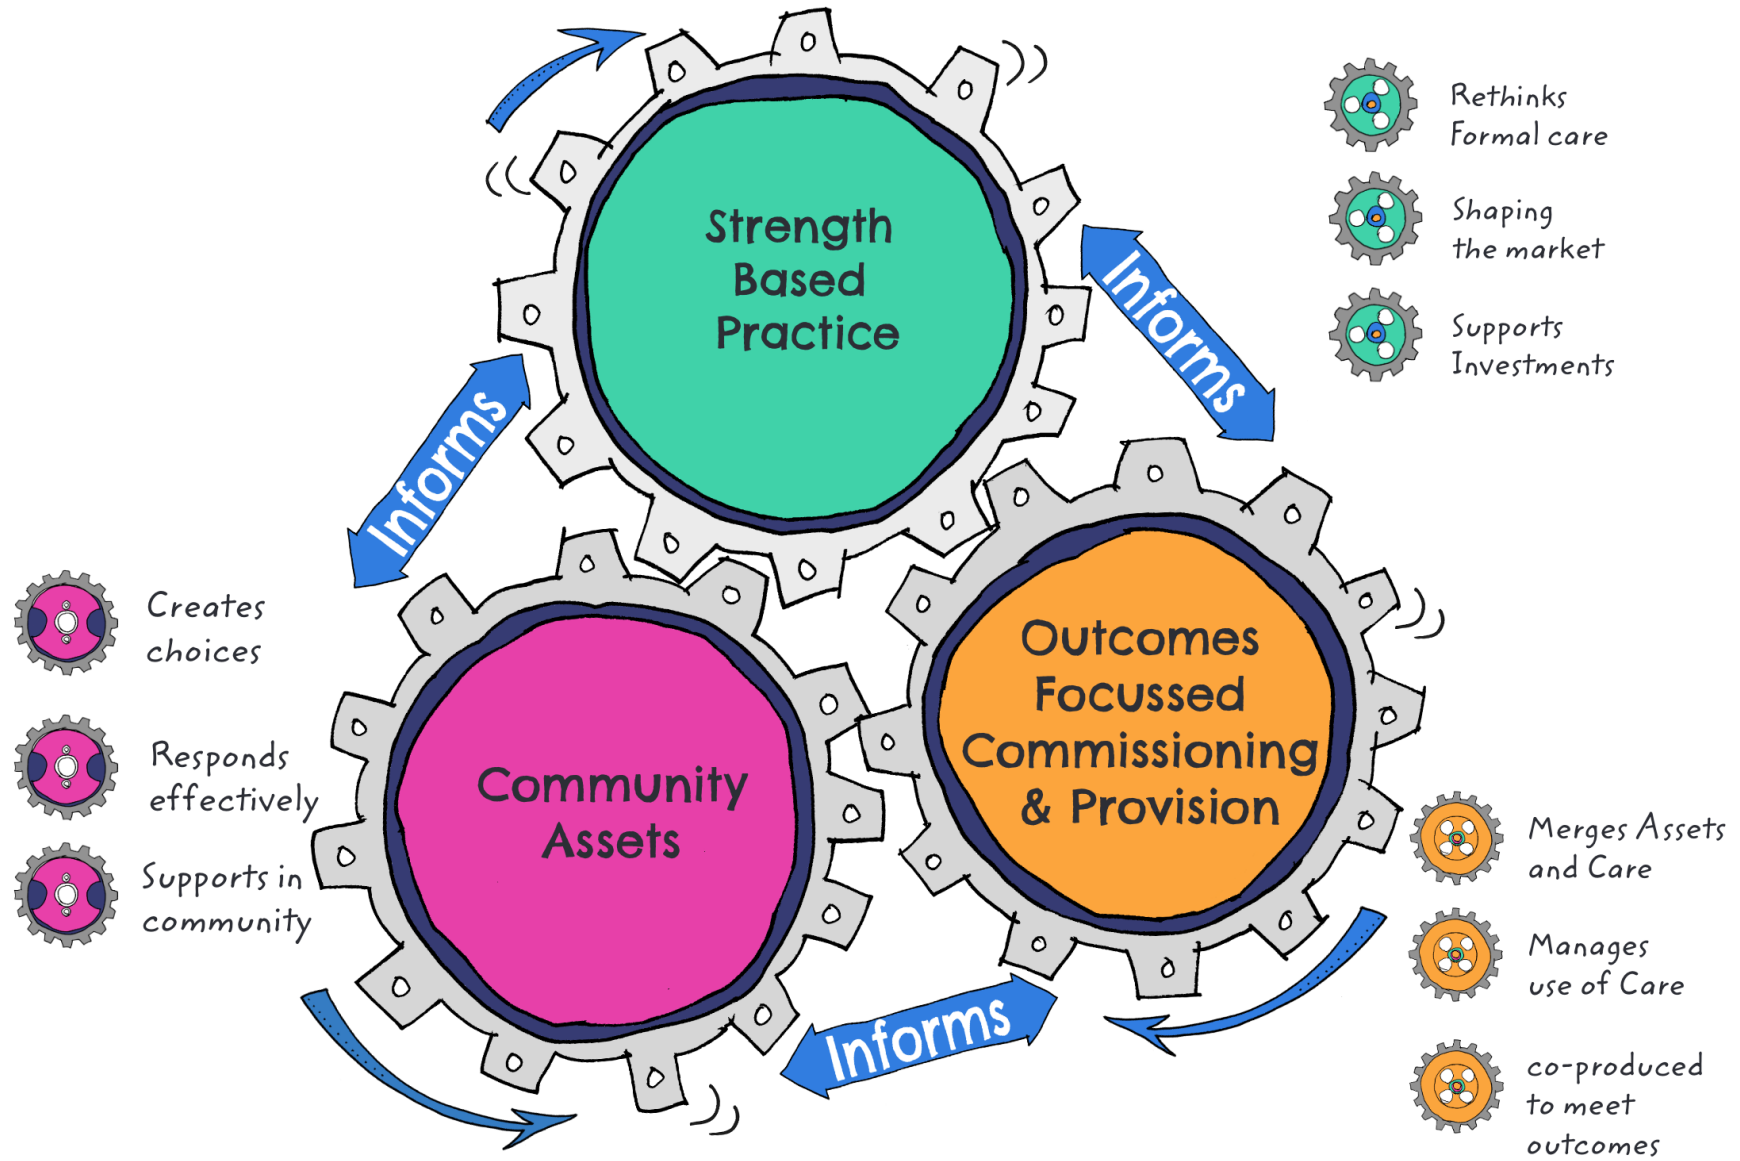 Strength
Based
Practice
Rethinks
Formal care
Shaping
the market
Supports
Investments
Informs
Informs
Creates
choices
Responds
effectively
Supports in
community
Community
Assets
Outcomes
Focussed
Commissioning
& Provision
Merges Assets
and Care
Manages
use of Care
co-produced
to meet
outcomes
Informs